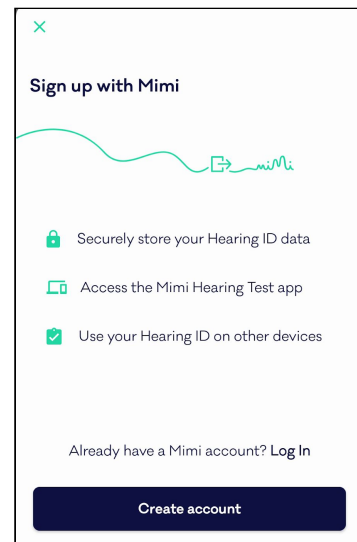 Sign up with Mimi
miMi
Securely store your Hearing ID data
Access the Mimi Hearing Test app
Use your Hearing ID on other devices
Already have a Mimi account? Log In
Create account